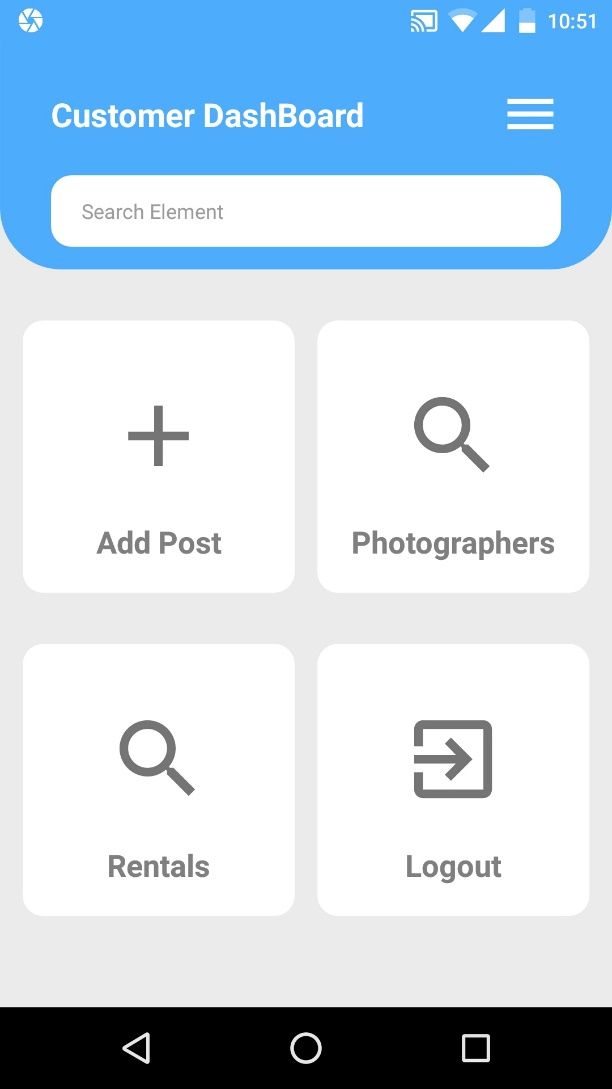 10:51
Customer DashBoard
Search Element
Add Post
Photographers
Rentals
Logout